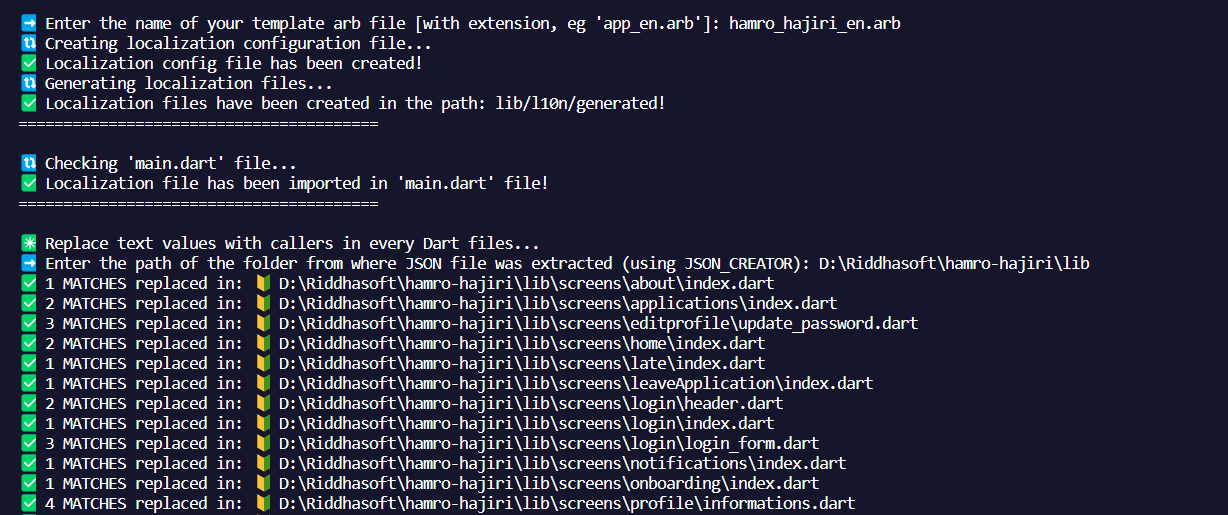 ➡️ Enter the name of your template arb file [with extension, eg 'app_en.arb']: hamro_hajiri_en.arb
🔃 Creating localization configuration file...
✅ Localization config file has been created!
🔃 Generating localization files...
✅ Localization files have been created in the path: lib/l10n/generated!
========================================
🔃 Checking 'main.dart' file...
✅ Localization file has been imported in 'main.dart' file!
========================================
✳️ Replace text values with callers in every Dart files...
➡️ Enter the path of the folder from where JSON file was extracted (using JSON_CREATOR): D:\Riddhasoft\hamro-hajiri\lib
✅ 1 MATCHES replaced in: 🔰 D:\Riddhasoft\hamro-hajiri\lib\screens\about\index.dart
✅ 2 MATCHES replaced in: 🔰 D:\Riddhasoft\hamro-hajiri\lib\screens\applications\index.dart
✅ 3 MATCHES replaced in: 🔰 D:\Riddhasoft\hamro-hajiri\lib\screens\editprofile\update_password.dart
✅ 2 MATCHES replaced in: 🔰 D:\Riddhasoft\hamro-hajiri\lib\screens\home\index.dart
✅ 1 MATCHES replaced in: 🔰 D:\Riddhasoft\hamro-hajiri\lib\screens\late\index.dart
✅ 1 MATCHES replaced in: 🔰 D:\Riddhasoft\hamro-hajiri\lib\screens\leaveApplication\index.dart
✅ 2 MATCHES replaced in: 🔰 D:\Riddhasoft\hamro-hajiri\lib\screens\login\header.dart
✅ 1 MATCHES replaced in: 🔰 D:\Riddhasoft\hamro-hajiri\lib\screens\login\index.dart
✅ 3 MATCHES replaced in: 🔰 D:\Riddhasoft\hamro-hajiri\lib\screens\login\login_form.dart
✅ 1 MATCHES replaced in: 🔰 D:\Riddhasoft\hamro-hajiri\lib\screens\notifications\index.dart
✅ 1 MATCHES replaced in: 🔰 D:\Riddhasoft\hamro-hajiri\lib\screens\onboarding\index.dart
✅ 4 MATCHES replaced in: 🔰 D:\Riddhasoft\hamro-hajiri\lib\screens\profile\informations.dart